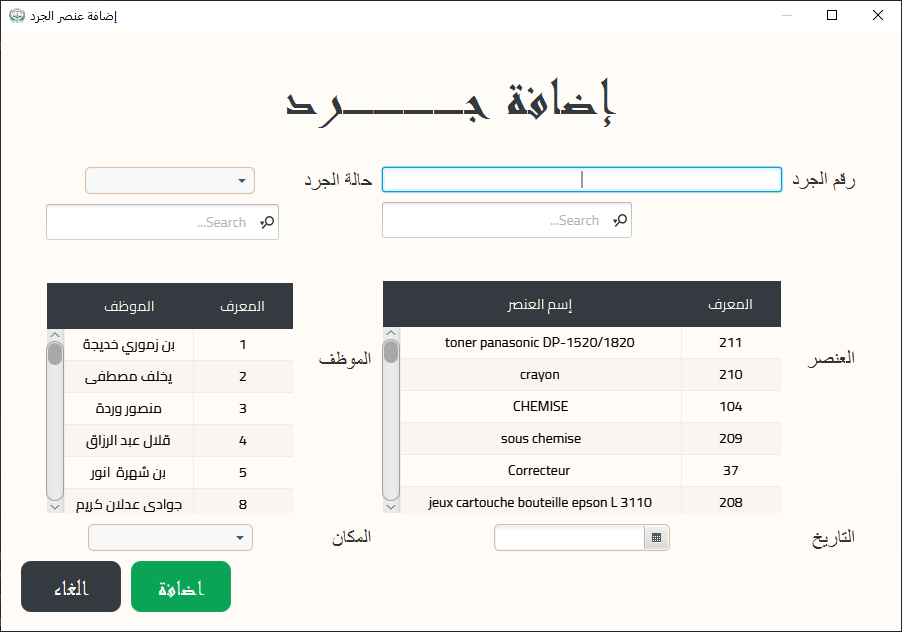 إضافة عنصر الجرد
إضافة جـــــرد
رقم الجرد
حالة الجرد
Search...
Search...
المعرف إسم العنصر
211 toner panasonic DP-1520/1820
210 crayon
104 CHEMISE
209 sous chemise
37 Correcteur
208 jeux cartouche bouteille epson L 3110
العنصر
المعرف الموظف
1 بن زموري خديجة
2 يخلف مصطفى
3 منصور وردة
4 قلال عبد الرزاق
5 بن شهرة انور
8 جوادي عدلان كريم
الموظف
التاريخ
المكان
اضافة
الغاء